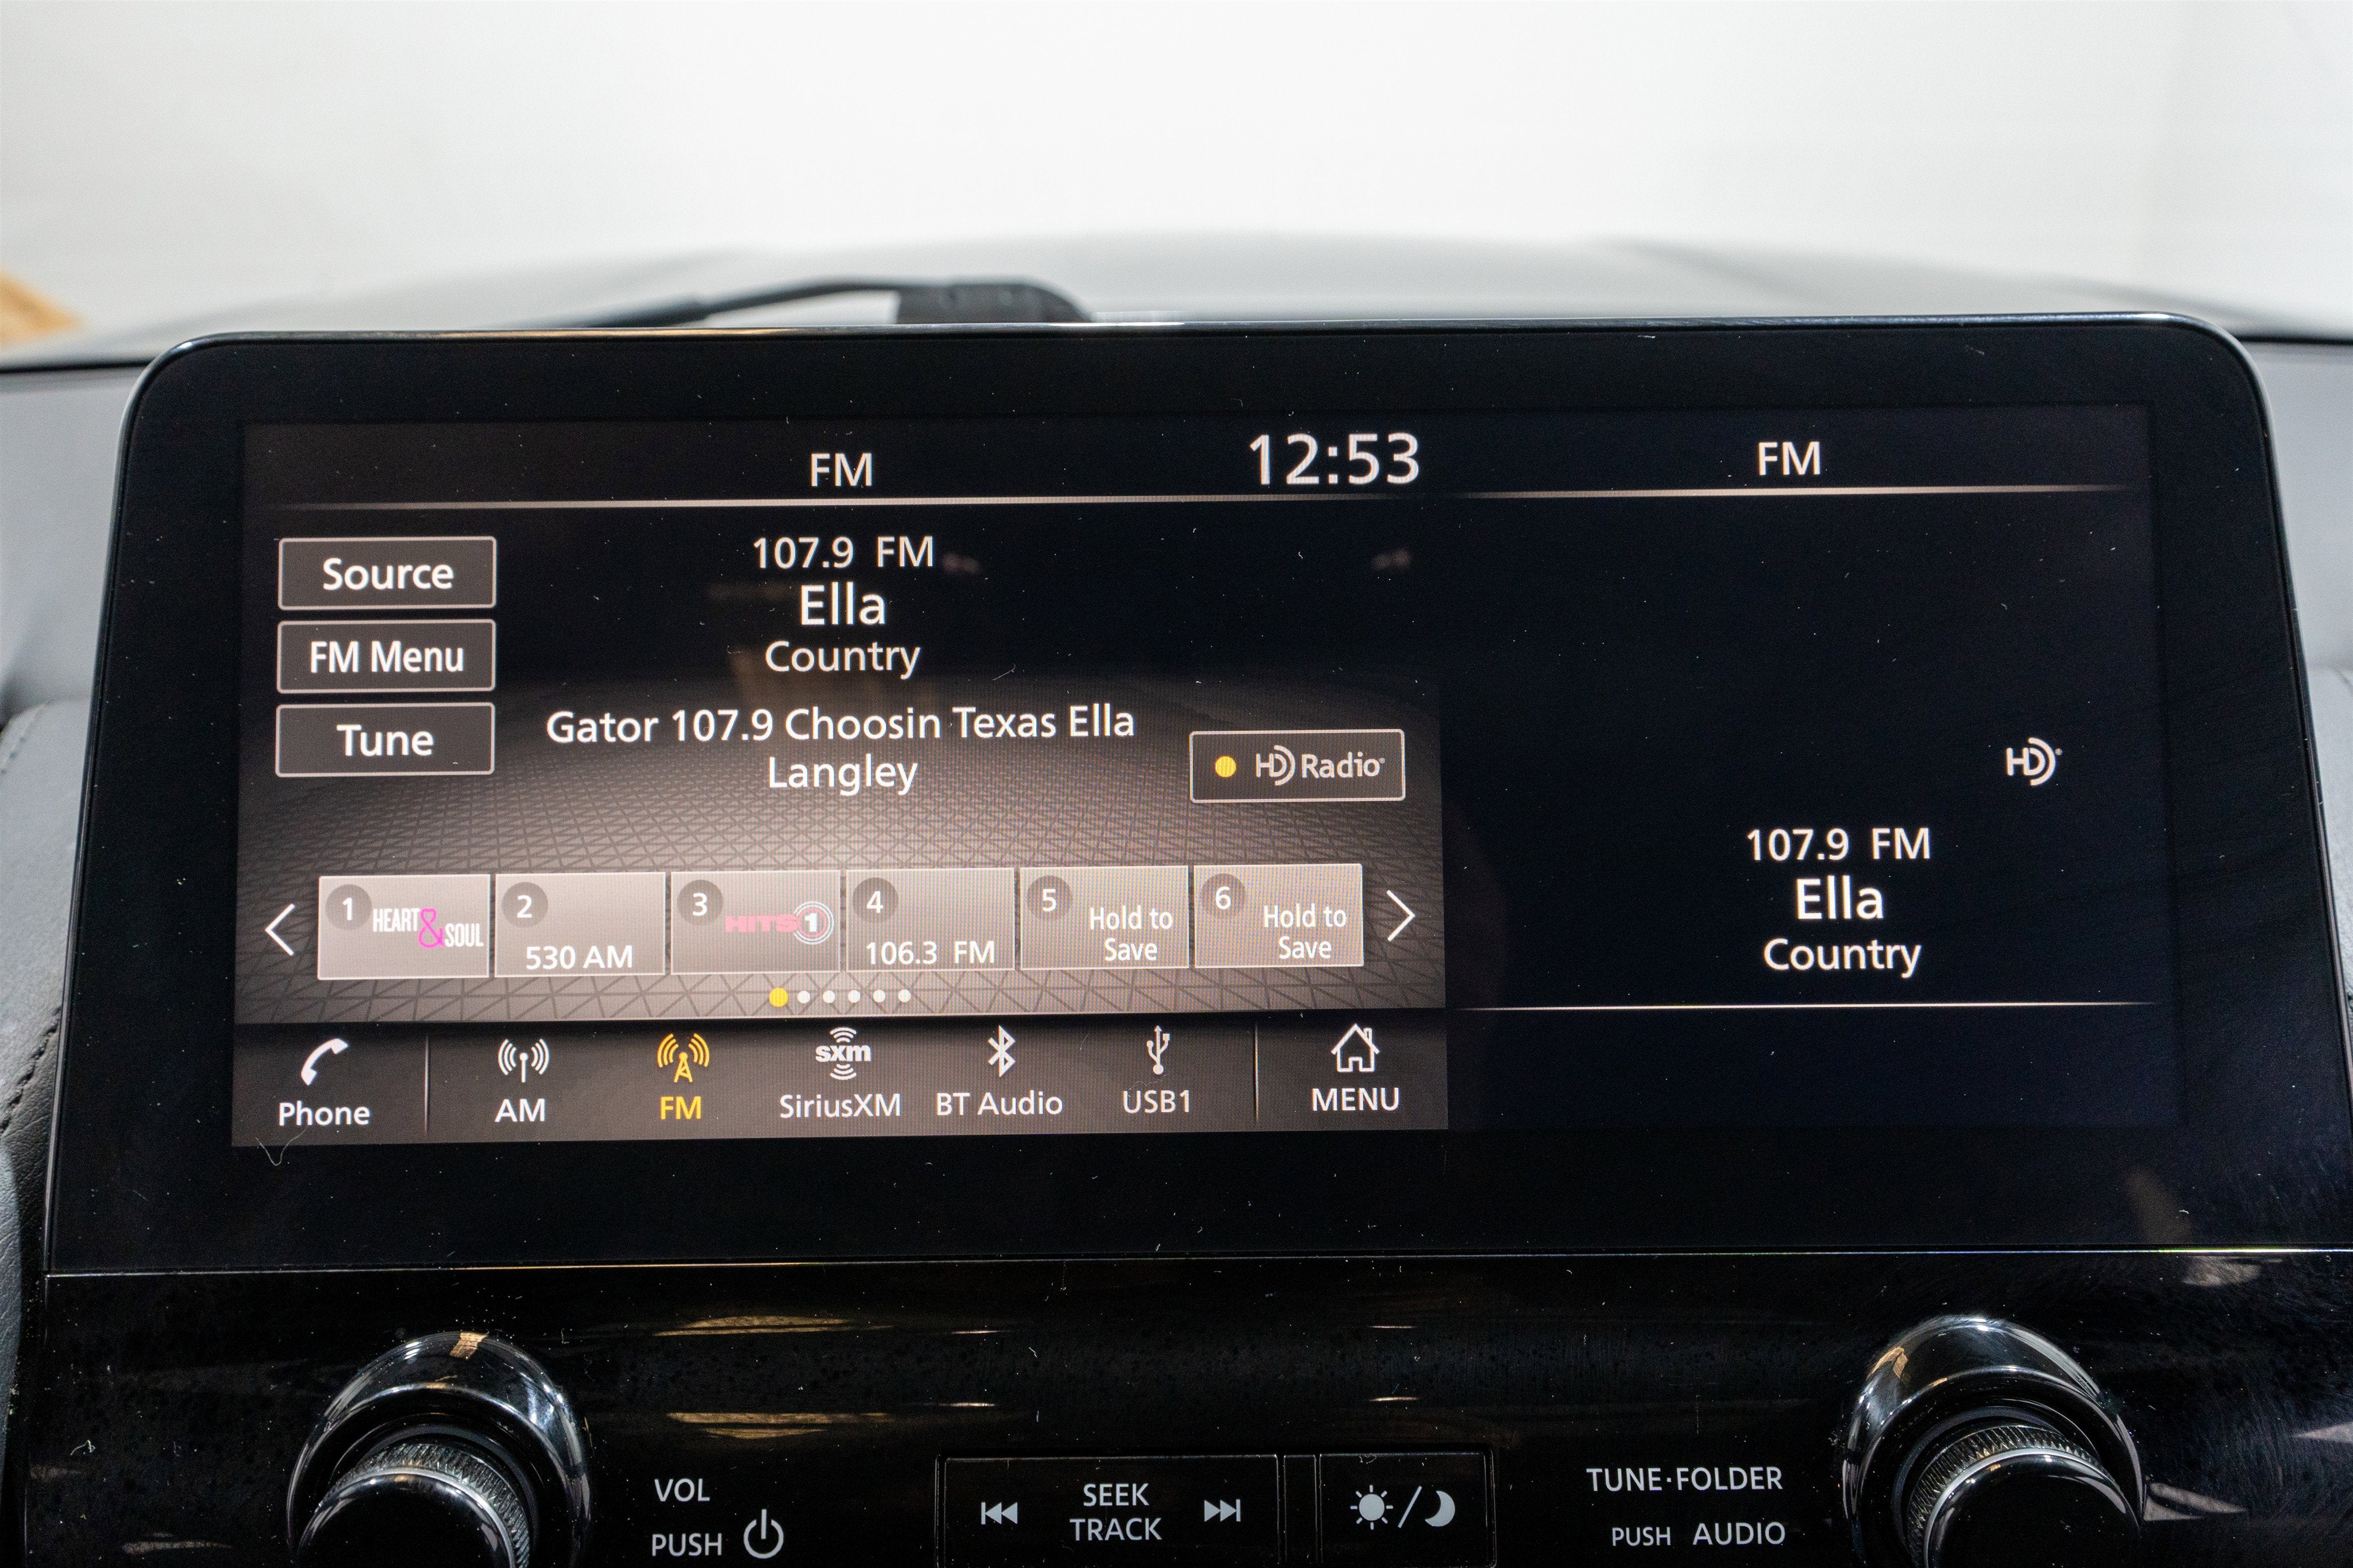 FM
12:53
FM
Source
FM Menu
Tune
107.9 FM
Ella
Country
Gator 107.9 Choosin Texas Ella
Langley
HD Radio
HD
107.9 FM
Ella
Country
1 HEART & SOUL
2 530 AM
3 HITS 1
4 106.3 FM
5 Hold to
Save
6 Hold to
Save
Phone
AM
FM
sxm
SiriusXM
BT Audio
USB1
MENU
VOL
PUSH
SEEK
TRACK
TUNE·FOLDER
PUSH AUDIO